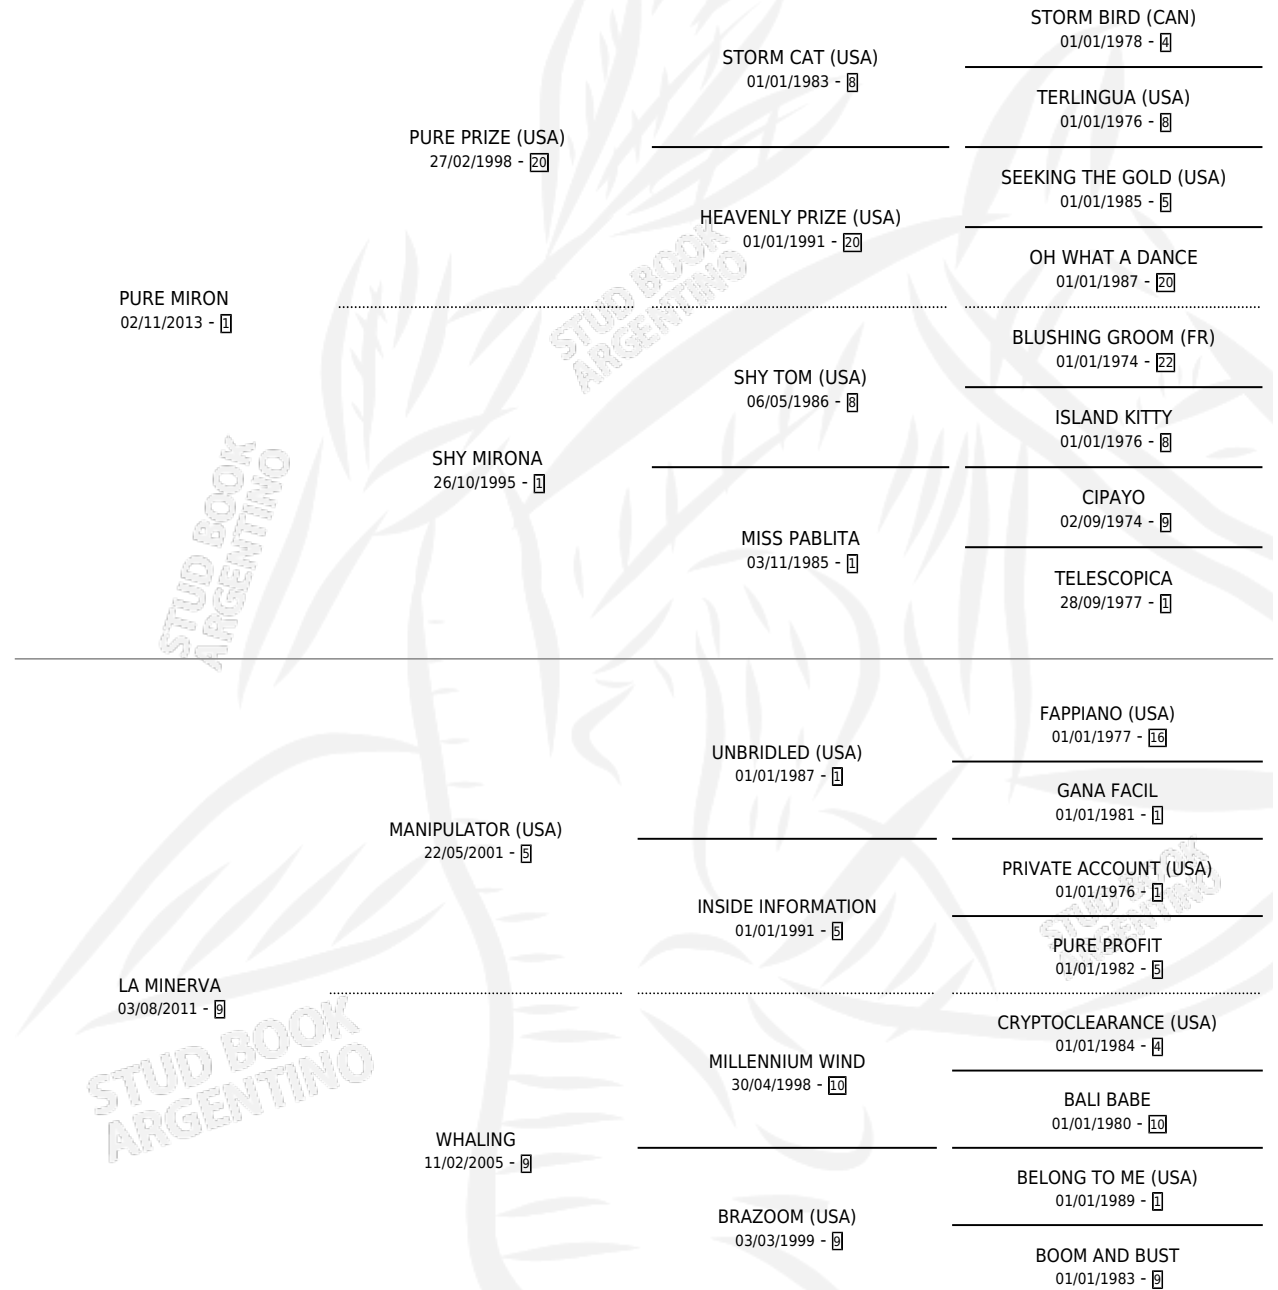 STORM BIRD (CAN)
01/01/1978 - 4
STORM CAT (USA)
01/01/1983 - 8
TERLINGUA (USA)
01/01/1976 - 8
PURE PRIZE (USA)
27/02/1998 - 20
SEEKING THE GOLD (USA)
01/01/1985 - 5
HEAVENLY PRIZE (USA)
01/01/1991 - 20
OH WHAT A DANCE
01/01/1987 - 20
PURE MIRON
02/11/2013 - 1
BLUSHING GROOM (FR)
01/01/1974 - 22
SHY TOM (USA)
06/05/1986 - 8
ISLAND KITTY
01/01/1976 - 8
SHY MIRONA
26/10/1995 - 1
CIPAYO
02/09/1974 - 9
MISS PABLITA
03/11/1985 - 1
TELESCOPICA
28/09/1977 - 1
FAPPIANO (USA)
01/01/1977 - 16
UNBRIDLED (USA)
01/01/1987 - 1
GANA FACIL
01/01/1981 - 1
MANIPULATOR (USA)
22/05/2001 - 5
PRIVATE ACCOUNT (USA)
01/01/1976 - 1
INSIDE INFORMATION
01/01/1991 - 5
PURE PROFIT
01/01/1982 - 5
LA MINERVA
03/08/2011 - 9
CRYPTOCLEARANCE (USA)
01/01/1984 - 4
MILLENNIUM WIND
30/04/1998 - 10
BALI BABE
01/01/1980 - 10
WHALING
11/02/2005 - 9
BELONG TO ME (USA)
01/01/1989 - 1
BRAZOOM (USA)
03/03/1999 - 9
BOOM AND BUST
01/01/1983 - 9
STUD BOOK
ARGENTINO
STUD BOOK
ARGENTINO
STUD BOOK
ARGENTINO
STUD BOOK
ARGENTINO